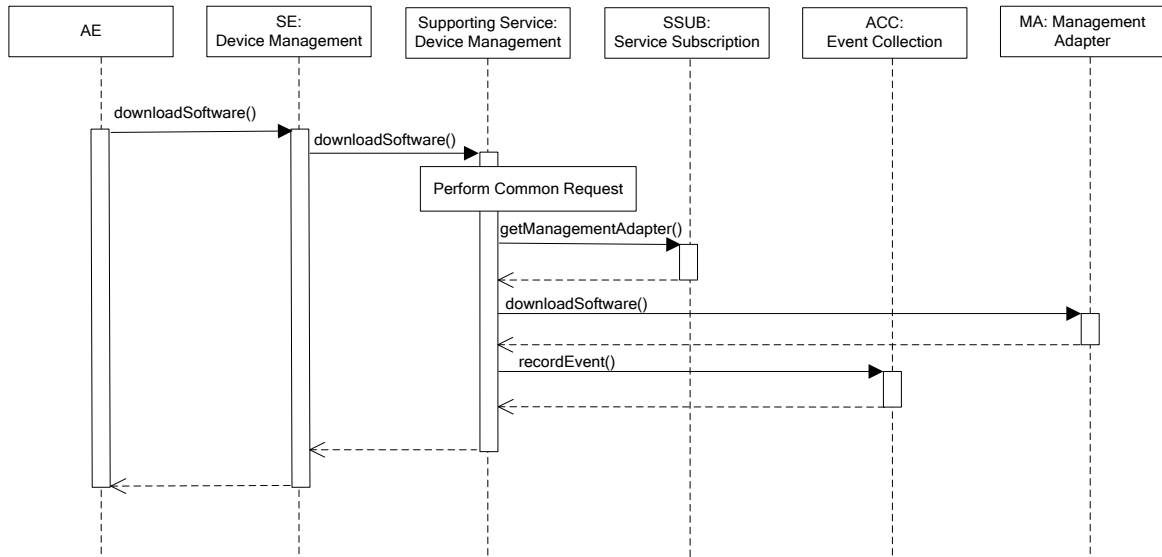 AE
SE:
Device Management
Supporting Service:
Device Management
SSUB:
Service Subscription
ACC:
Event Collection
MA: Management
Adapter
downloadSoftware()
downloadSoftware()
Perform Common Request
getManagementAdapter()
downloadSoftware()
recordEvent()